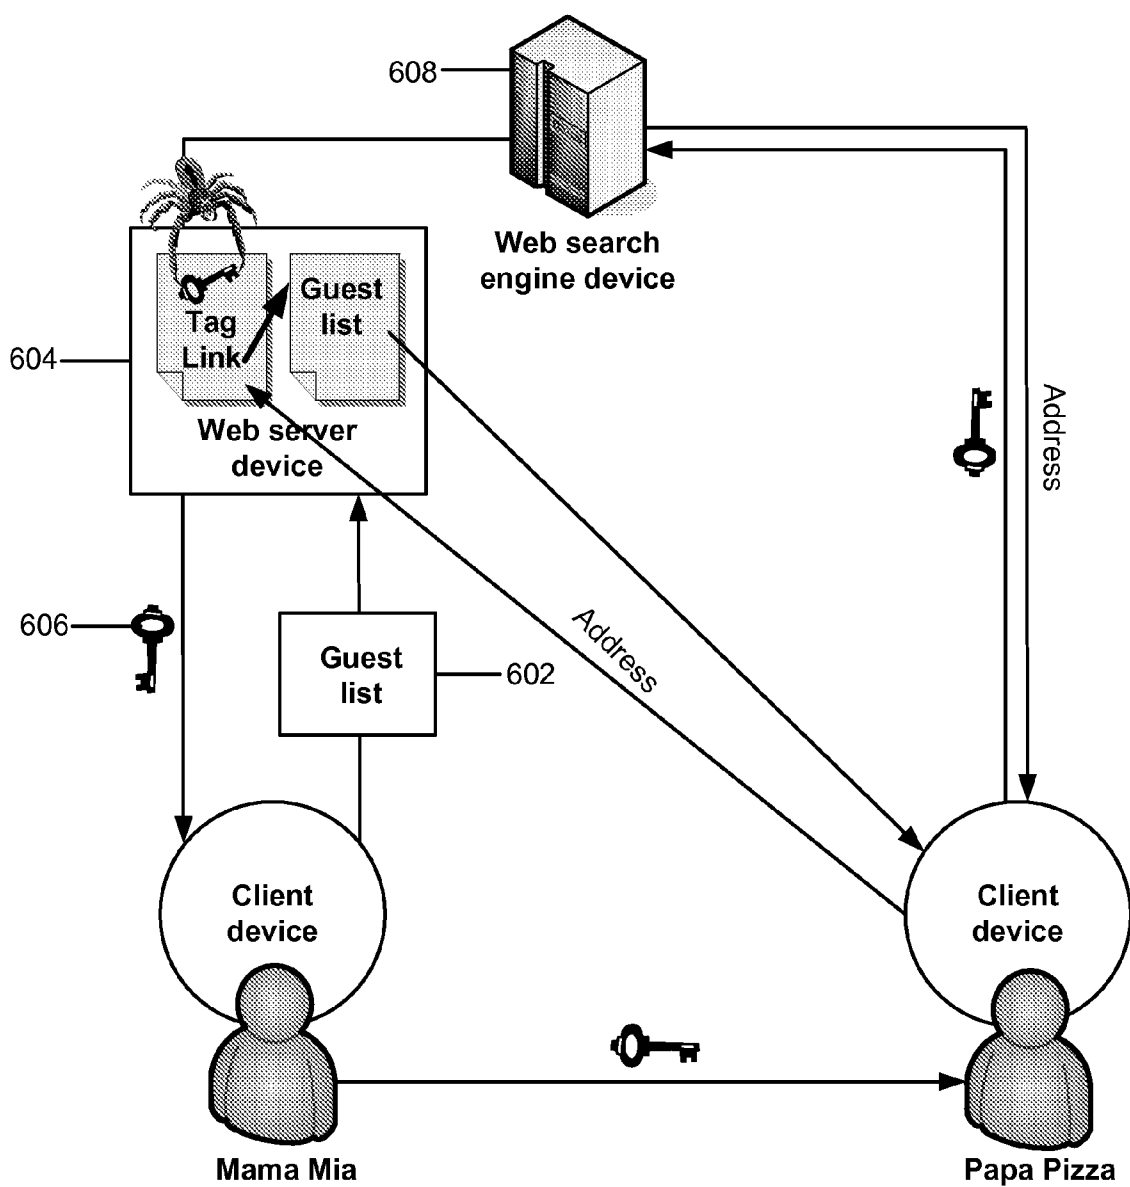 608
Web search
engine device
Guest
list
Tag
Link
604
Web server
device
Address
Address
606
Guest
list
602
Client
device
Client
device
Mama Mia
Papa Pizza